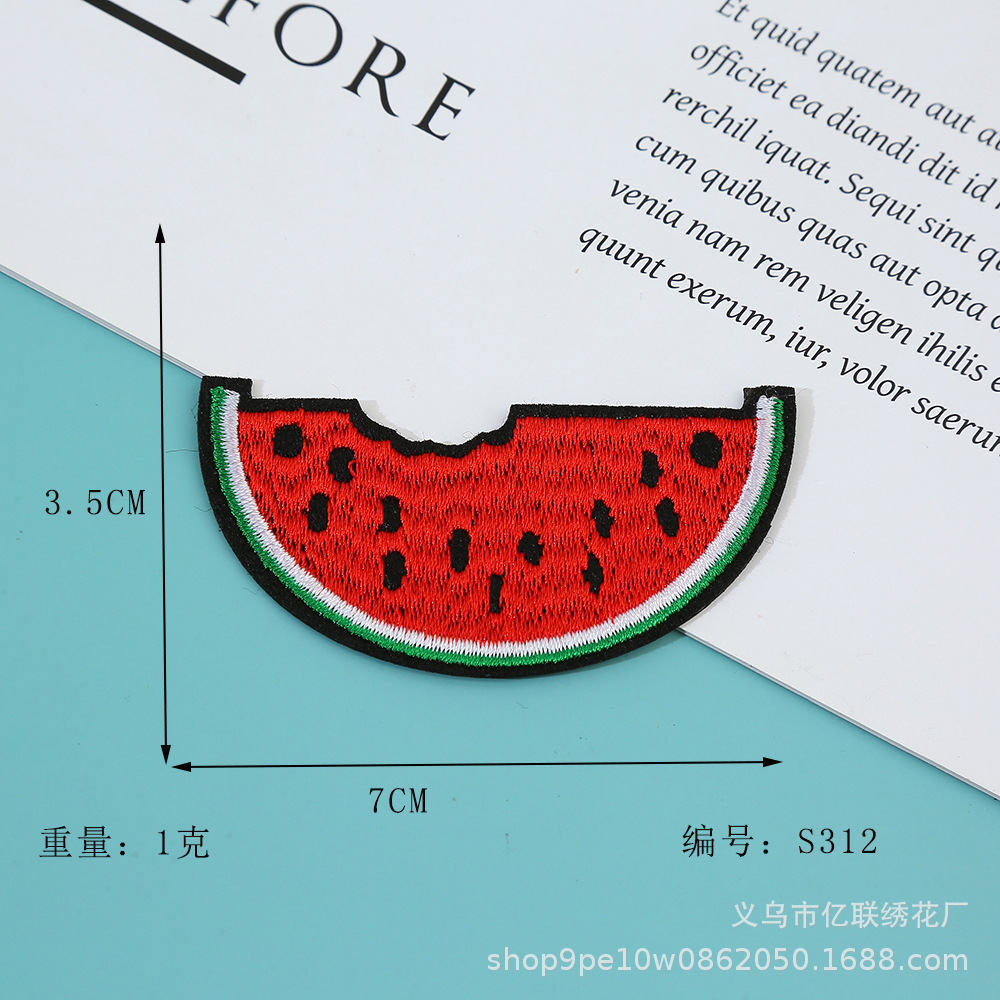 FORE
Et quid quatem aut
officiet ea diandi dit id
rerchil iquat. Sequi sint
cum quibus quas aut opta
venia nam rem veligen ihilis
quunt exerum, iur, volor saerum
3.5CM
7CM
重量：1克
编号：S312
义乌市亿联绣花厂
shop9pe10w0862050.1688.com